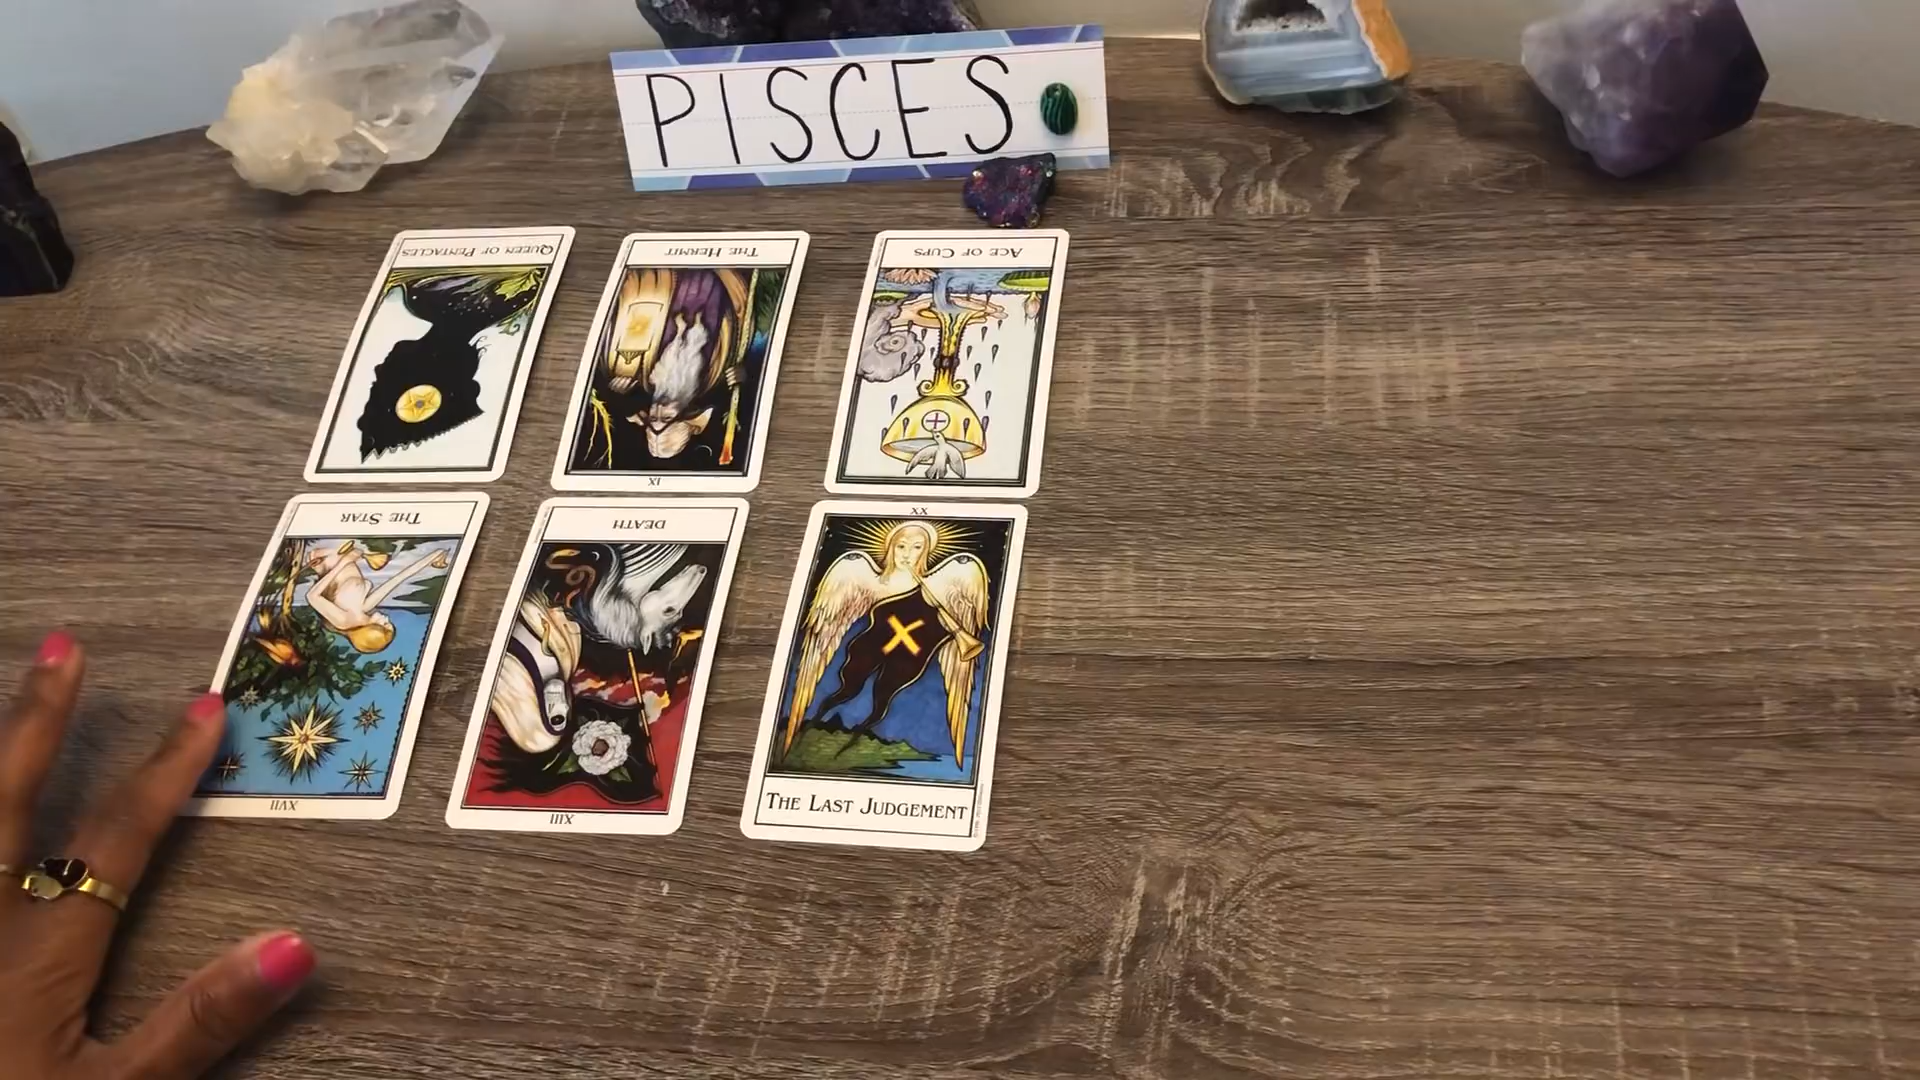 PISCES
QUEEN OF PENTACLES
THE HERMIT
IX
ACE OF CUPS
THE STAR
XVII
DEATH
XIII
XX
THE LAST JUDGEMENT